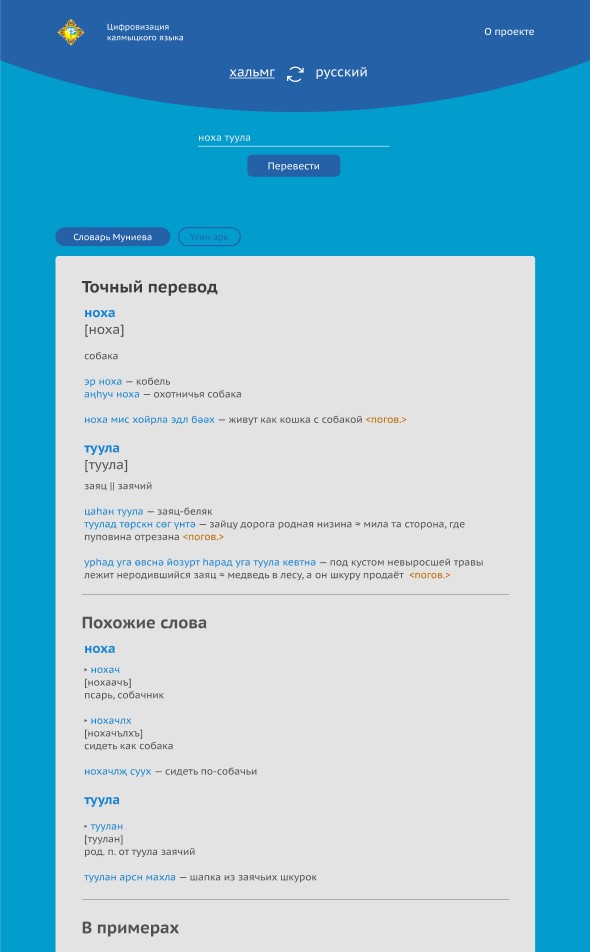 Цифровизация
калмыцкого языка
О проекте
хальмг русский
ноха туула
Перевести
Словарь Муниева
Үгин эрк
Точный перевод
ноха
[ноха]
собака
эр ноха — кобель
аңһуч ноха — охотничья собака
ноха мис хойрла эдл бәәх — живут как кошка с собакой <погов.>
туула
[туула]
заяц || заячий
цаһан туула — заяц-беляк
туулад төрскн сөг үнтә — зайцу дорога родная низина ≈ мила та сторона, где
пуповина отрезана <погов.>
урһад уга өвснә йозурт һарад уга туула кевтнә — под кустом невыросшей травы
лежит неродившийся заяц ≈ медведь в лесу, а он шкуру продаёт <погов.>
Похожие слова
ноха
‣ нохач
[нохаачъ]
псарь, собачник
‣ нохачлх
[нохачълхъ]
сидеть как собака
нохачлҗ суух — сидеть по-собачьи
туула
‣ туулан
[туулан]
род. п. от туула заячий
туулан арсн махла — шапка из заячьих шкурок
В примерах